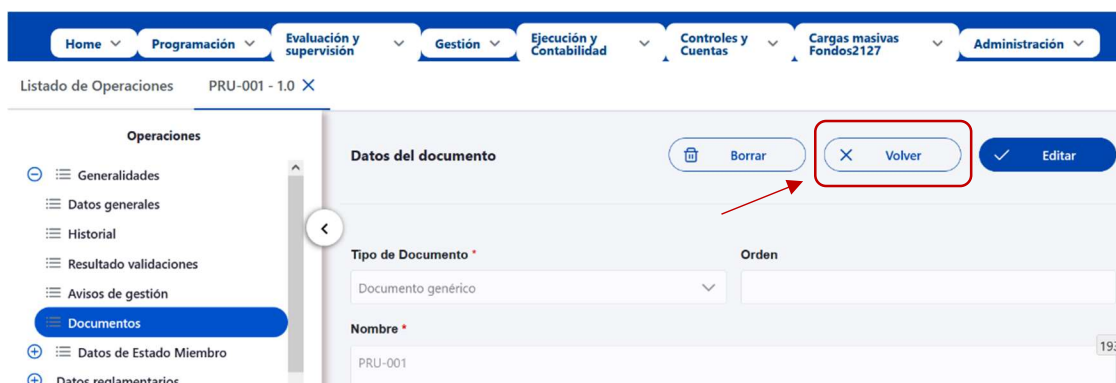 Home
Programación
Evaluación y
supervisión
Gestión
Ejecución y
Contabilidad
Controles y
Cuentas
Cargas masivas
Fondos2127
Administración
Listado de Operaciones
PRU-001 - 1.0
Operaciones
Generalidades
Datos generales
Historial
Resultado validaciones
Avisos de gestión
Documentos
Datos de Estado Miembro
Datos reglamentarios
Datos del documento
Borrar
Volver
Editar
Tipo de Documento *
Documento genérico
Orden
Nombre *
PRU-001